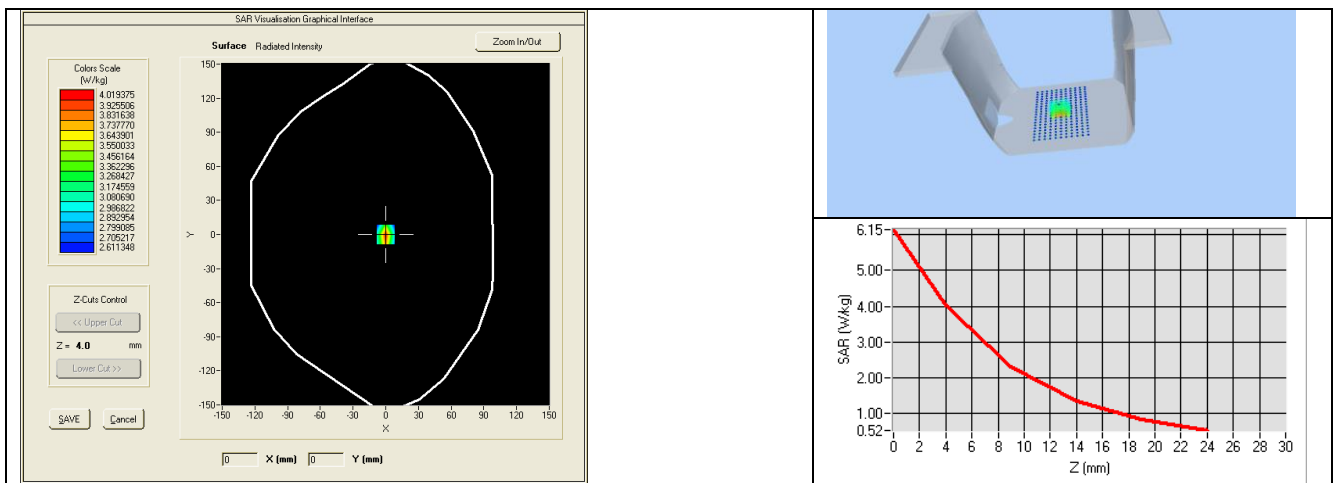 SAR Visualisation Graphical Interface
Surface Radiated Intensity
Zoom In/Out
Colors Scale
(W/kg)
4.019375
3.925506
3.831638
3.737770
3.643901
3.550033
3.456164
3.362296
3.268427
3.174559
3.080690
2.986822
2.892954
2.799085
2.705217
2.611348
Z-Cuts Control
<< Upper Cut
Z = 4.0 mm
Lower Cut >>
SAVE Cancel
150
120
90
60
30
0
-30
-60
-90
-120
-150
Y
-150 -120 -90 -60 -30 0 30 60 90 120 150
X
0 X (mm) 0 Y (mm)
6.15
5.00
4.00
3.00
2.00
1.00
0.52
SAR (W/kg)
0 2 4 6 8 10 12 14 16 18 20 22 24 26 28 30
Z (mm)